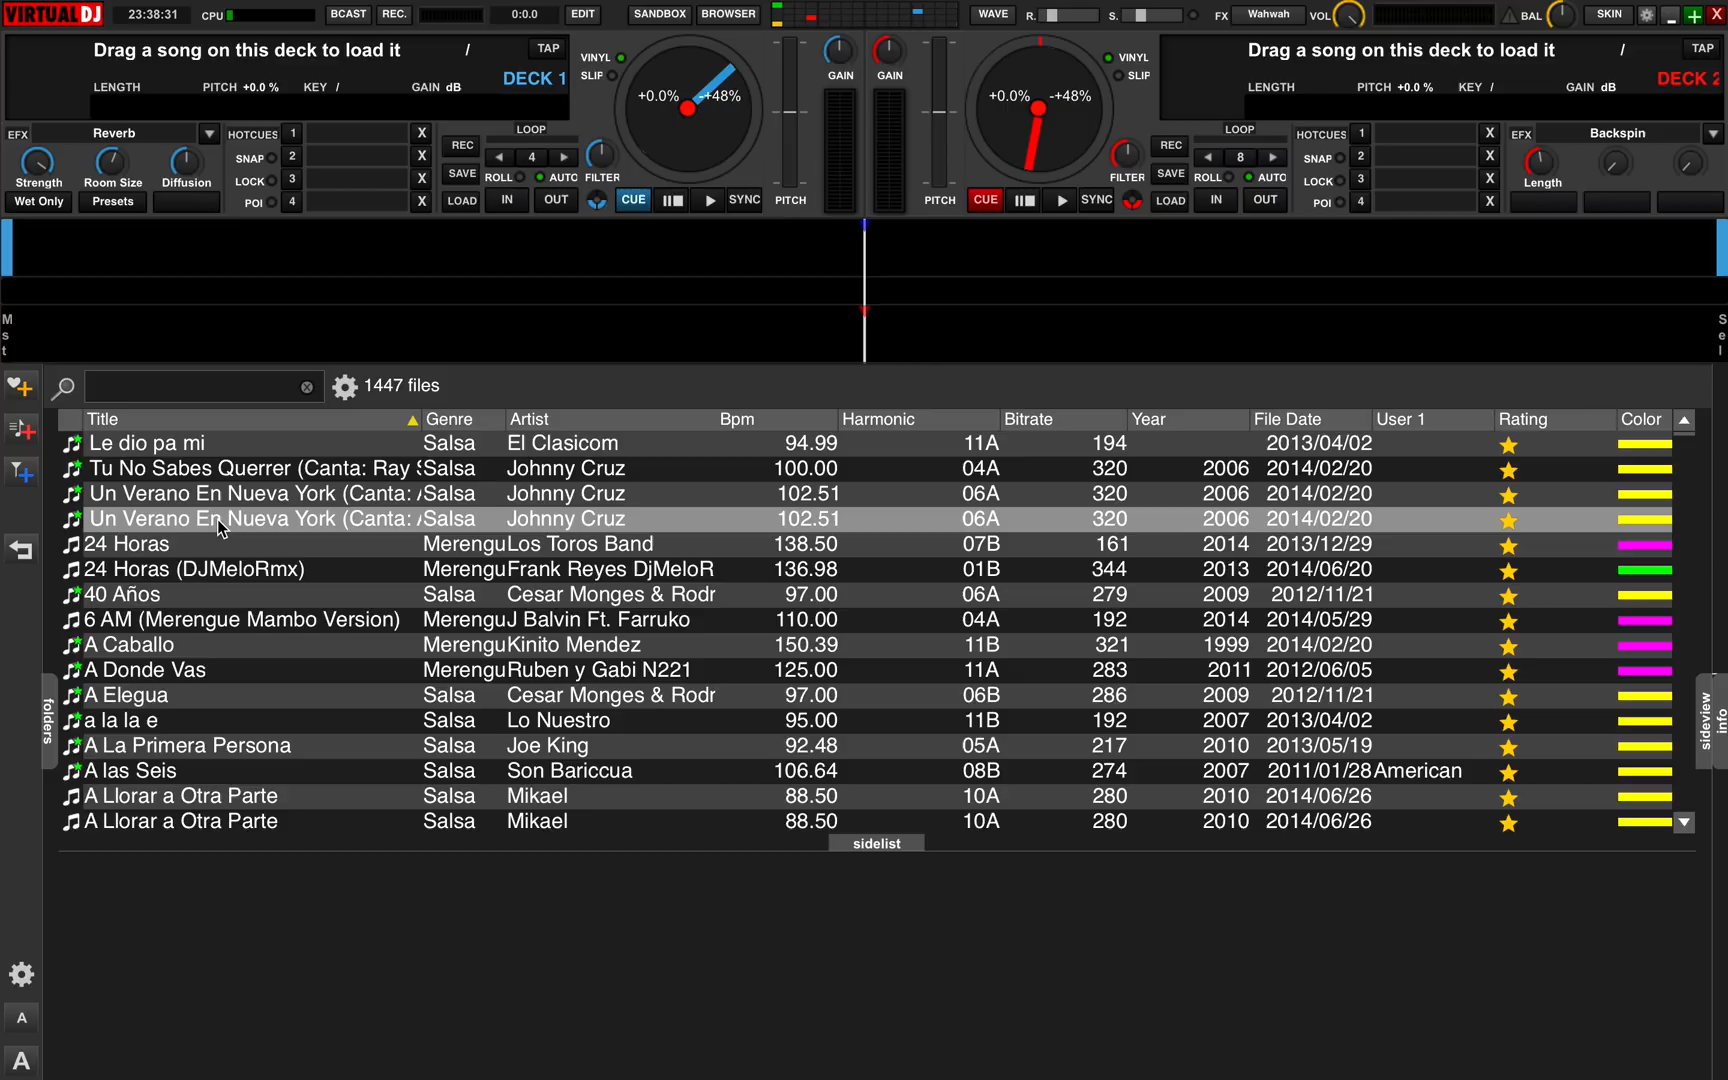 VIRTUAL DJ 23:38:31 CPU BCAST REC. 0:0.0 EDIT SANDBOX BROWSER WAVE R. S. FX Wahwah VOL BAL SKIN X
Drag a song on this deck to load it / TAP
LENGTH PITCH +0.0 % KEY / GAIN dB DECK 1
VINYL
SLIP
+0.0% -+48%
GAIN GAIN
+0.0% -+48%
VINYL
SLIP
Drag a song on this deck to load it / TAP
LENGTH PITCH +0.0 % KEY / GAIN dB DECK 2
EFX Reverb
Strength Room Size Diffusion
Wet Only Presets
HOTCUES 1 X
SNAP 2 X
LOCK 3 X
POI 4 X
REC
SAVE
LOAD
LOOP
4
ROLL AUTO
IN OUT
FILTER
CUE SYNC
PITCH
PITCH
CUE SYNC
FILTER
REC
SAVE
LOAD
LOOP
8
ROLL AUTO
IN OUT
HOTCUES 1 X
SNAP 2 X
LOCK 3 X
POI 4 X
EFX Backspin
Length
M
s
t
S
e
l
1447 files
Title Genre Artist Bpm Harmonic Bitrate Year File Date User 1 Rating Color
Le dio pa mi Salsa El Clasicom 94.99 11A 194 2013/04/02
Tu No Sabes Querrer (Canta: Ray Salsa Johnny Cruz 100.00 04A 320 2006 2014/02/20
Un Verano En Nueva York (Canta: Salsa Johnny Cruz 102.51 06A 320 2006 2014/02/20
Un Verano En Nueva York (Canta: Salsa Johnny Cruz 102.51 06A 320 2006 2014/02/20
24 Horas Merengu Los Toros Band 138.50 07B 161 2014 2013/12/29
24 Horas (DJMeloRmx) Merengu Frank Reyes DjMeloR 136.98 01B 344 2013 2014/06/20
40 Años Salsa Cesar Monges & Rodr 97.00 06A 279 2009 2012/11/21
6 AM (Merengue Mambo Version) Merengu J Balvin Ft. Farruko 110.00 04A 192 2014 2014/05/29
A Caballo Merengu Kinito Mendez 150.39 11B 321 1999 2014/02/20
A Donde Vas Merengu Ruben y Gabi N221 125.00 11A 283 2011 2012/06/05
A Elegua Salsa Cesar Monges & Rodr 97.00 06B 286 2009 2012/11/21
a la la e Salsa Lo Nuestro 95.00 11B 192 2007 2013/04/02
A La Primera Persona Salsa Joe King 92.48 05A 217 2010 2013/05/19
A las Seis Salsa Son Bariccua 106.64 08B 274 2007 2011/01/28 American
A Llorar a Otra Parte Salsa Mikael 88.50 10A 280 2010 2014/06/26
A Llorar a Otra Parte Salsa Mikael 88.50 10A 280 2010 2014/06/26
folders
sideview
info
sidelist
A
A